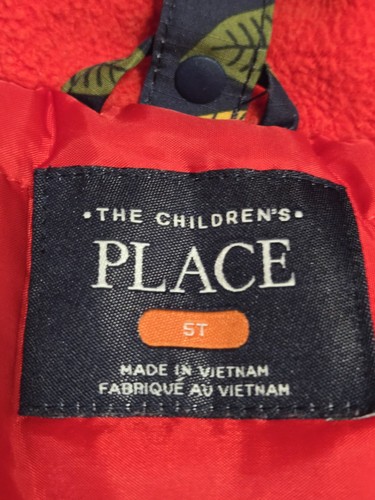 • THE CHILDREN'S •
PLACE
5T
MADE IN VIETNAM
FABRIQUÉ AU VIETNAM